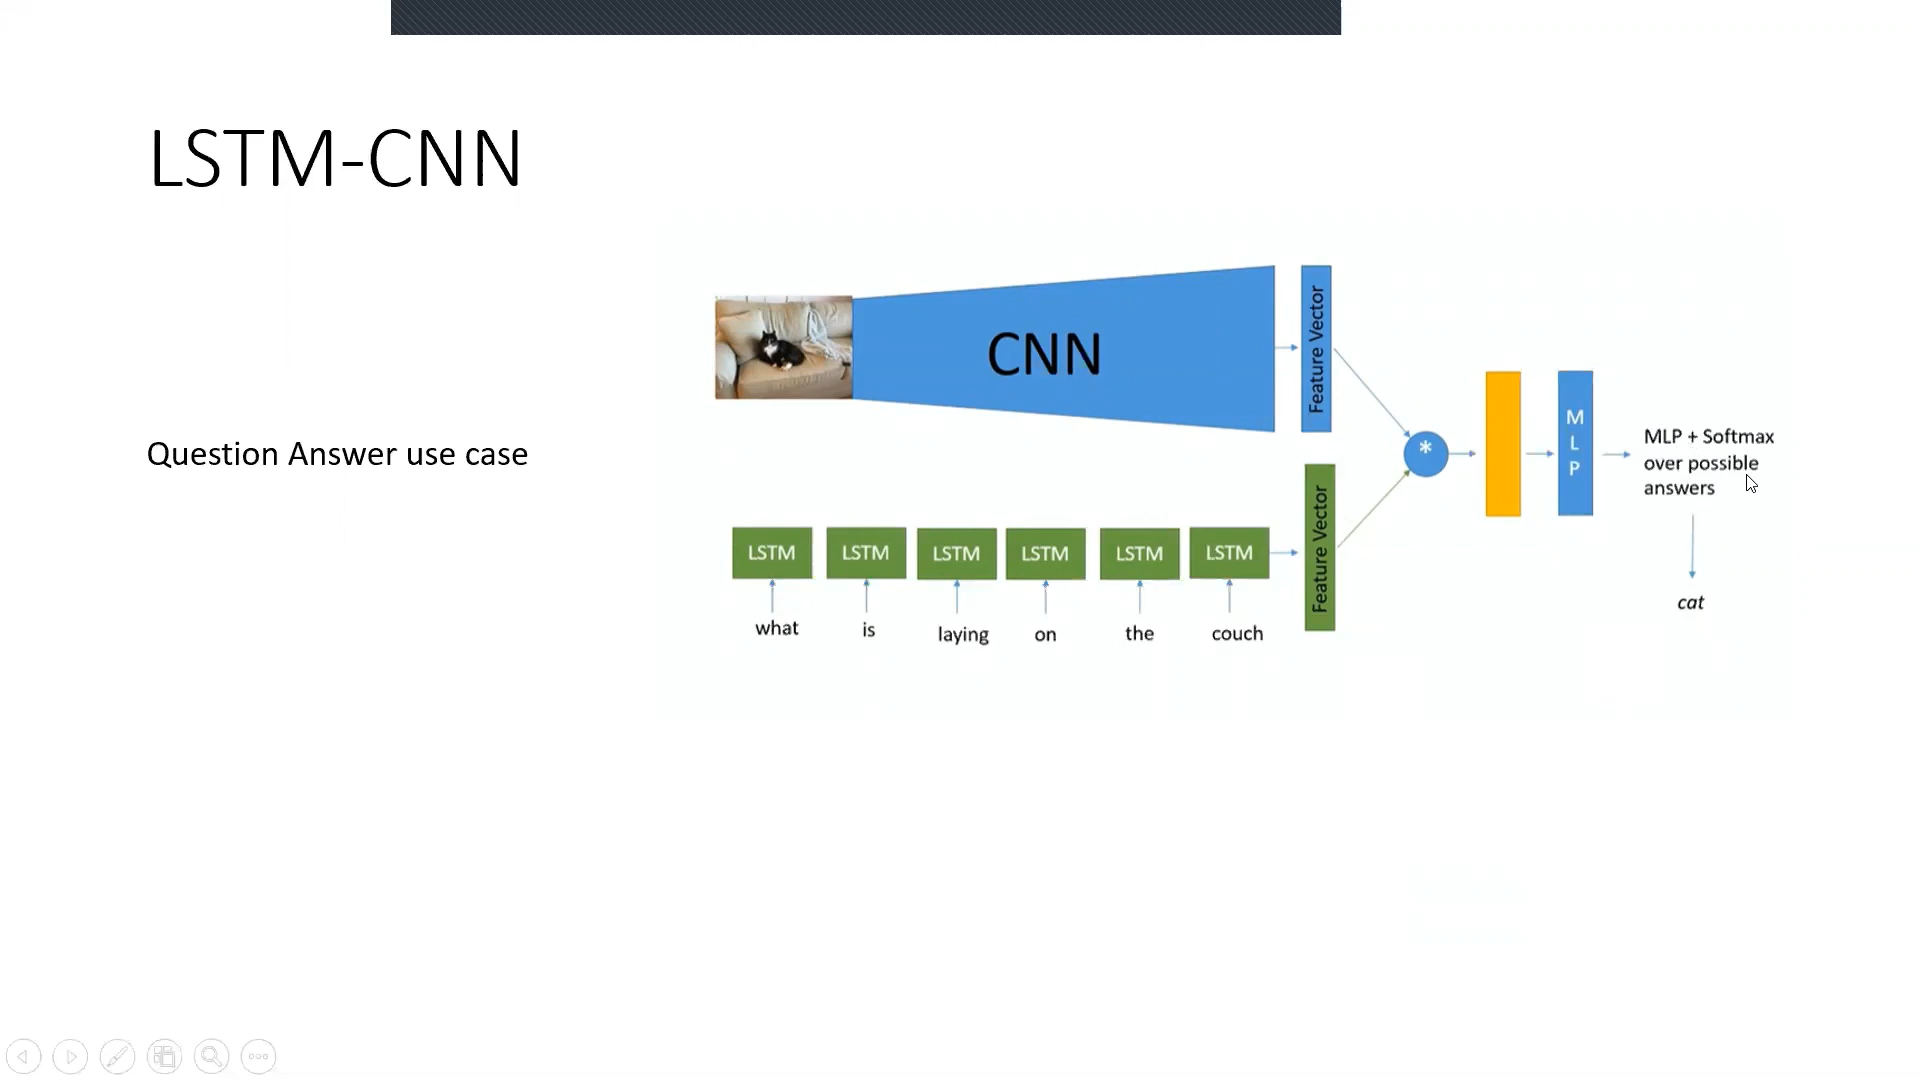 LSTM-CNN
Question Answer use case
CNN
Feature Vector
*
M
L
P
MLP + Softmax
over possible
answers
cat
LSTM LSTM LSTM LSTM LSTM LSTM
Feature Vector
what is laying on the couch